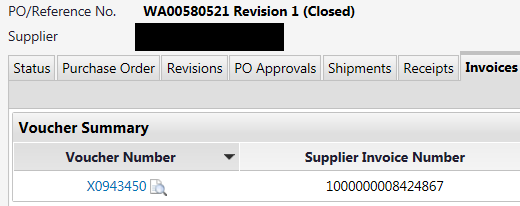 PO/Reference No. WA00580521 Revision 1 (Closed)
Supplier
Status Purchase Order Revisions PO Approvals Shipments Receipts Invoices
Voucher Summary
Voucher Number Supplier Invoice Number
X0943450 1000000008424867